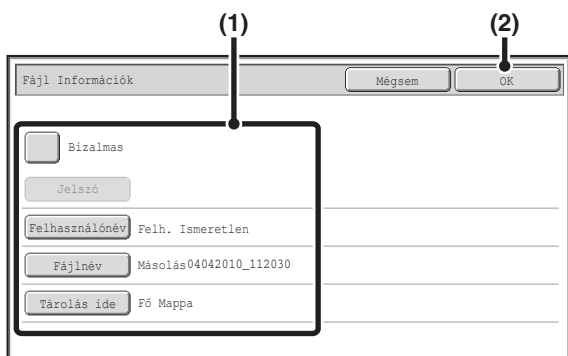 (1) (2)
Fájl Információk Mégsem OK
Bizalmas
Jelszó
Felhasználónév Felh. Ismeretlen
Fájlnév Másolás04042010_112030
Tárolás ide Fő Mappa